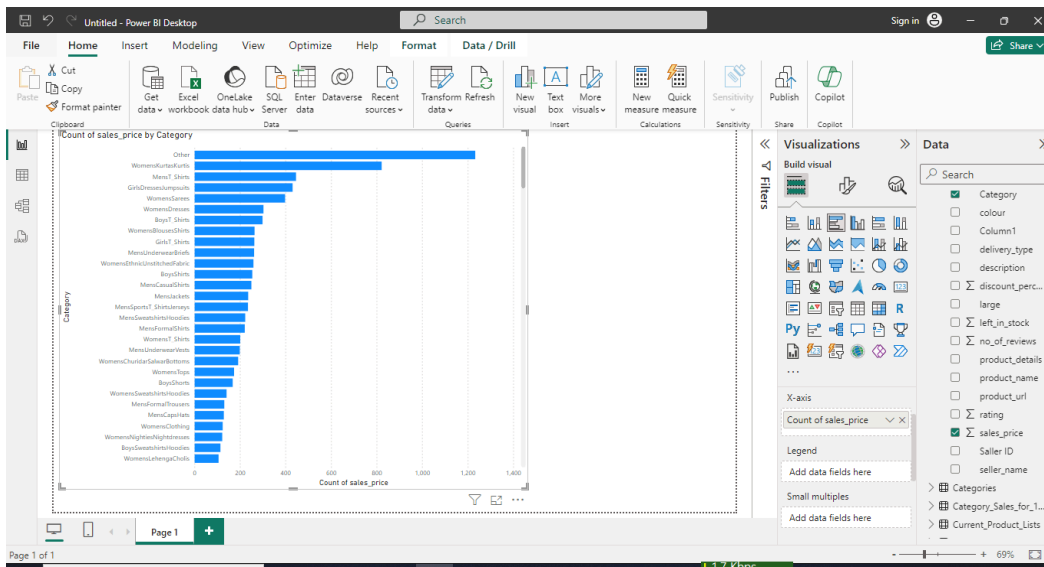 Untitled - Power BI Desktop
Search
Sign in
File Home Insert Modeling View Optimize Help Format Data / Drill
Share
Paste
Cut
Copy
Format painter
Get data
Excel workbook
OneLake data hub
SQL Server
Enter data
Dataverse
Recent sources
Transform data
Refresh
New visual
Text box
More visuals
New measure
Quick measure
Sensitivity
Publish
Copilot
Clipboard
Data
Queries
Insert
Calculations
Sensitivity
Share
Copilot
Count of sales_price by Category
Category
Other
WomensKurtasKurtis
MensT_Shirts
GirlsDressesJumpsuits
WomensSarees
WomensDresses
BoysT_Shirts
WomensBlousesShirts
GirlsT_Shirts
MensUnderwearBriefs
WomensEthnicUnstitchedFabric
BoysShirts
MensCasualShirts
MensJackets
MensSportsT_ShirtsJerseys
MensSweatshirtsHoodies
MensFormalShirts
WomensT_Shirts
MensUnderwearVests
WomensChuridarSalwarBottoms
WomensTops
BoysShorts
WomensSweatshirtsHoodies
MensFormalTrousers
MensCapsHats
WomensClothing
WomensNightiesNightdresses
BoysSweatshirtsHoodies
WomensLehengaCholis
0 200 400 600 800 1,000 1,200 1,400
Count of sales_price
Filters
Visualizations
Build visual
123
R
Py
...
X-axis
Count of sales_price
Legend
Add data fields here
Small multiples
Add data fields here
Data
Search
Category
colour
Column1
delivery_type
description
Σ discount_perc...
large
Σ left_in_stock
Σ no_of_reviews
product_details
product_name
product_url
Σ rating
Σ sales_price
Saller ID
seller_name
Categories
Category_Sales_for_1...
Current_Product_Lists
Page 1
+
Page 1 of 1
- + 69%
1.7 Kbps